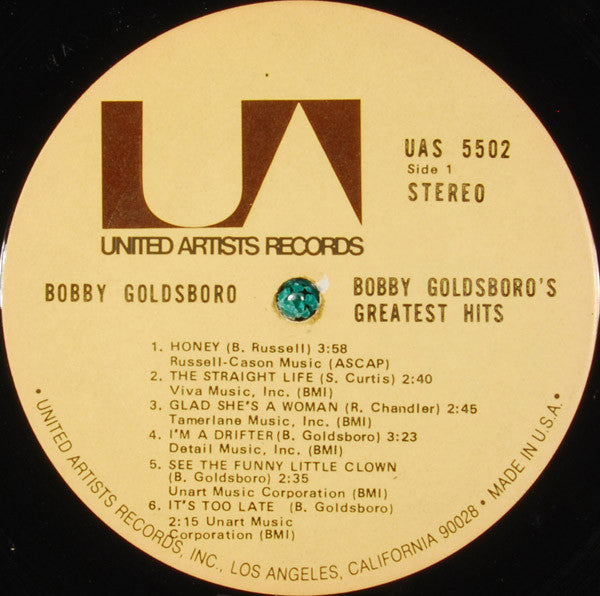 UA
UNITED ARTISTS RECORDS
UAS 5502
Side 1
STEREO
BOBBY GOLDSBORO
BOBBY GOLDSBORO'S
GREATEST HITS
1. HONEY (B. Russell) 3:58
Russell-Cason Music (ASCAP)
2. THE STRAIGHT LIFE (S. Curtis) 2:40
Viva Music, Inc. (BMI)
3. GLAD SHE'S A WOMAN (R. Chandler) 2:45
Tamerlane Music, Inc. (BMI)
4. I'M A DRIFTER (B. Goldsboro) 3:23
Detail Music, Inc. (BMI)
5. SEE THE FUNNY LITTLE CLOWN
(B. Goldsboro) 2:35
Unart Music Corporation (BMI)
6. IT'S TOO LATE (B. Goldsboro)
2:15 Unart Music
Corporation (BMI)
• UNITED ARTISTS RECORDS, INC., LOS ANGELES, CALIFORNIA 90028 • MADE IN U.S.A. •